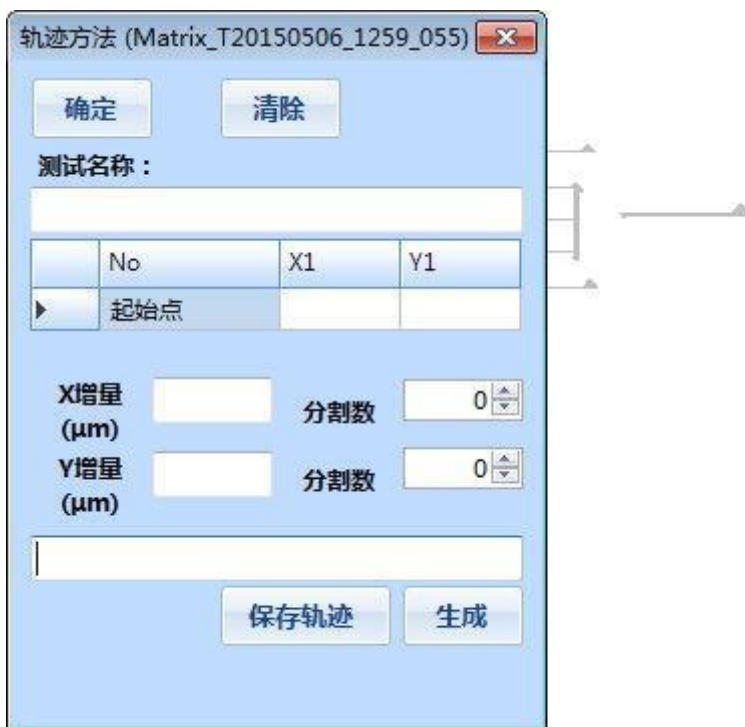 轨迹方法 (Matrix_T20150506_1259_055)
确定 清除
测试名称：
No X1 Y1
起始点
X增量 (μm) 分割数 0
Y增量 (μm) 分割数 0
保存轨迹 生成